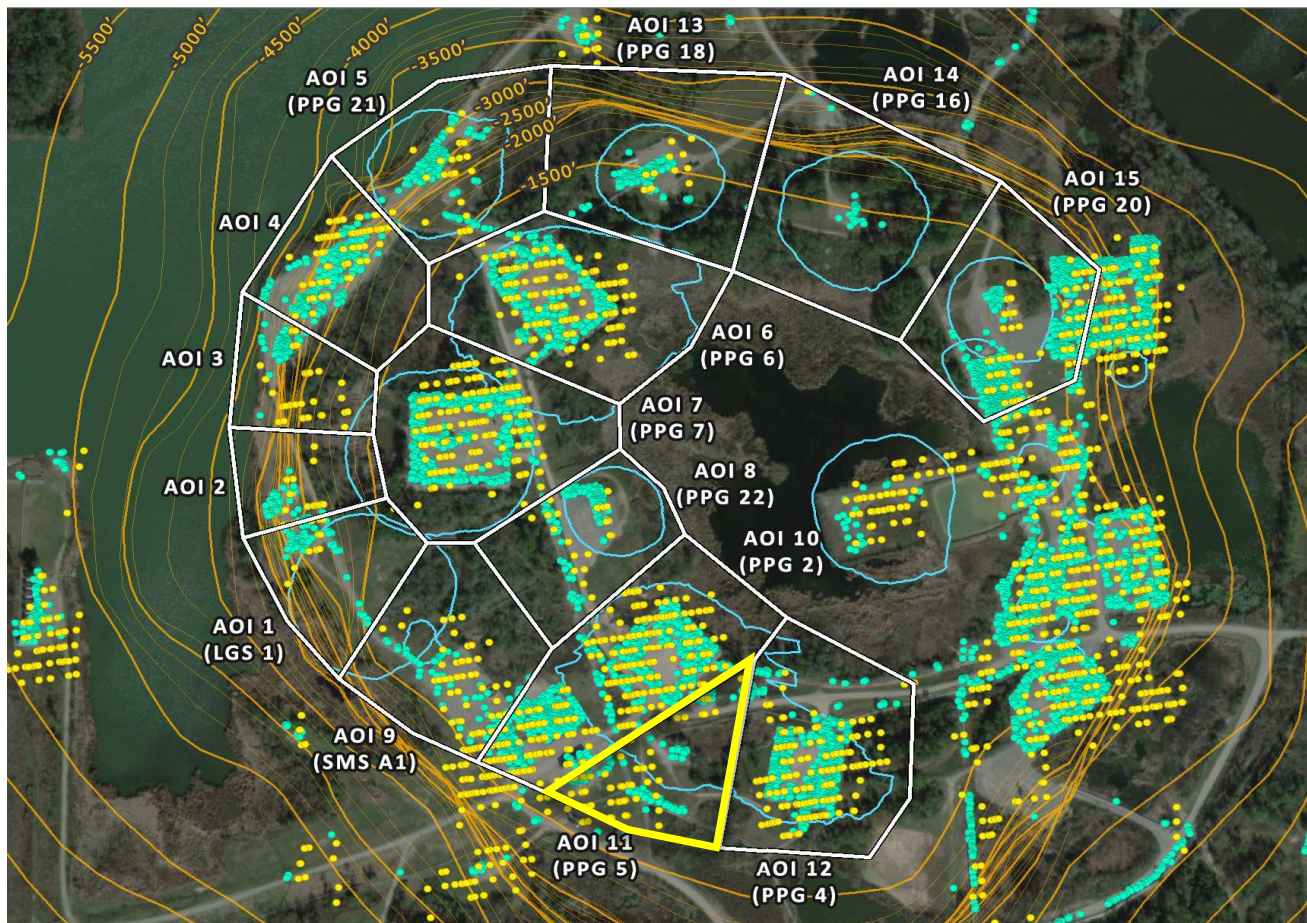 -5500'
-5000'
-4500'
-4000'
-3500'
-3000'
-2500'
-2000'
-1500'
AOI 13
(PPG 18)
AOI 5
(PPG 21)
AOI 14
(PPG 16)
AOI 15
(PPG 20)
AOI 4
AOI 3
AOI 6
(PPG 6)
AOI 7
(PPG 7)
AOI 8
(PPG 22)
AOI 2
AOI 10
(PPG 2)
AOI 1
(LGS 1)
AOI 9
(SMS A1)
AOI 11
(PPG 5)
AOI 12
(PPG 4)